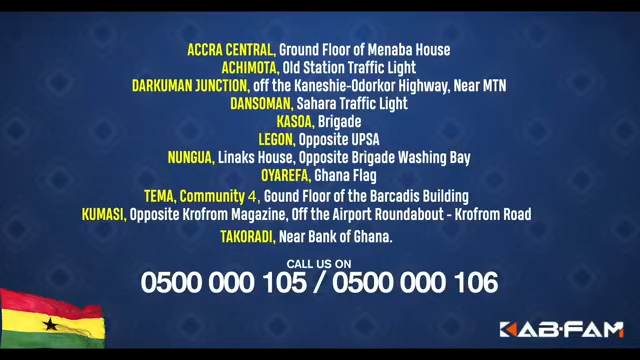 ACCRA CENTRAL, Ground Floor of Menaba House
ACHIMOTA, Old Station Traffic Light
DARKUMAN JUNCTION, off the Kaneshie-Odorkor Highway, Near MTN
DANSOMAN, Sahara Traffic Light
KASOA, Brigade
LEGON, Opposite UPSA
NUNGUA, Linaks House, Opposite Brigade Washing Bay
OYAREFA, Ghana Flag
TEMA, Community 4, Gound Floor of the Barcadis Building
KUMASI, Opposite Krofrom Magazine, Off the Airport Roundabout - Krofrom Road
TAKORADI, Near Bank of Ghana.
CALL US ON
0500 000 105 / 0500 000 106
KAB-FAM